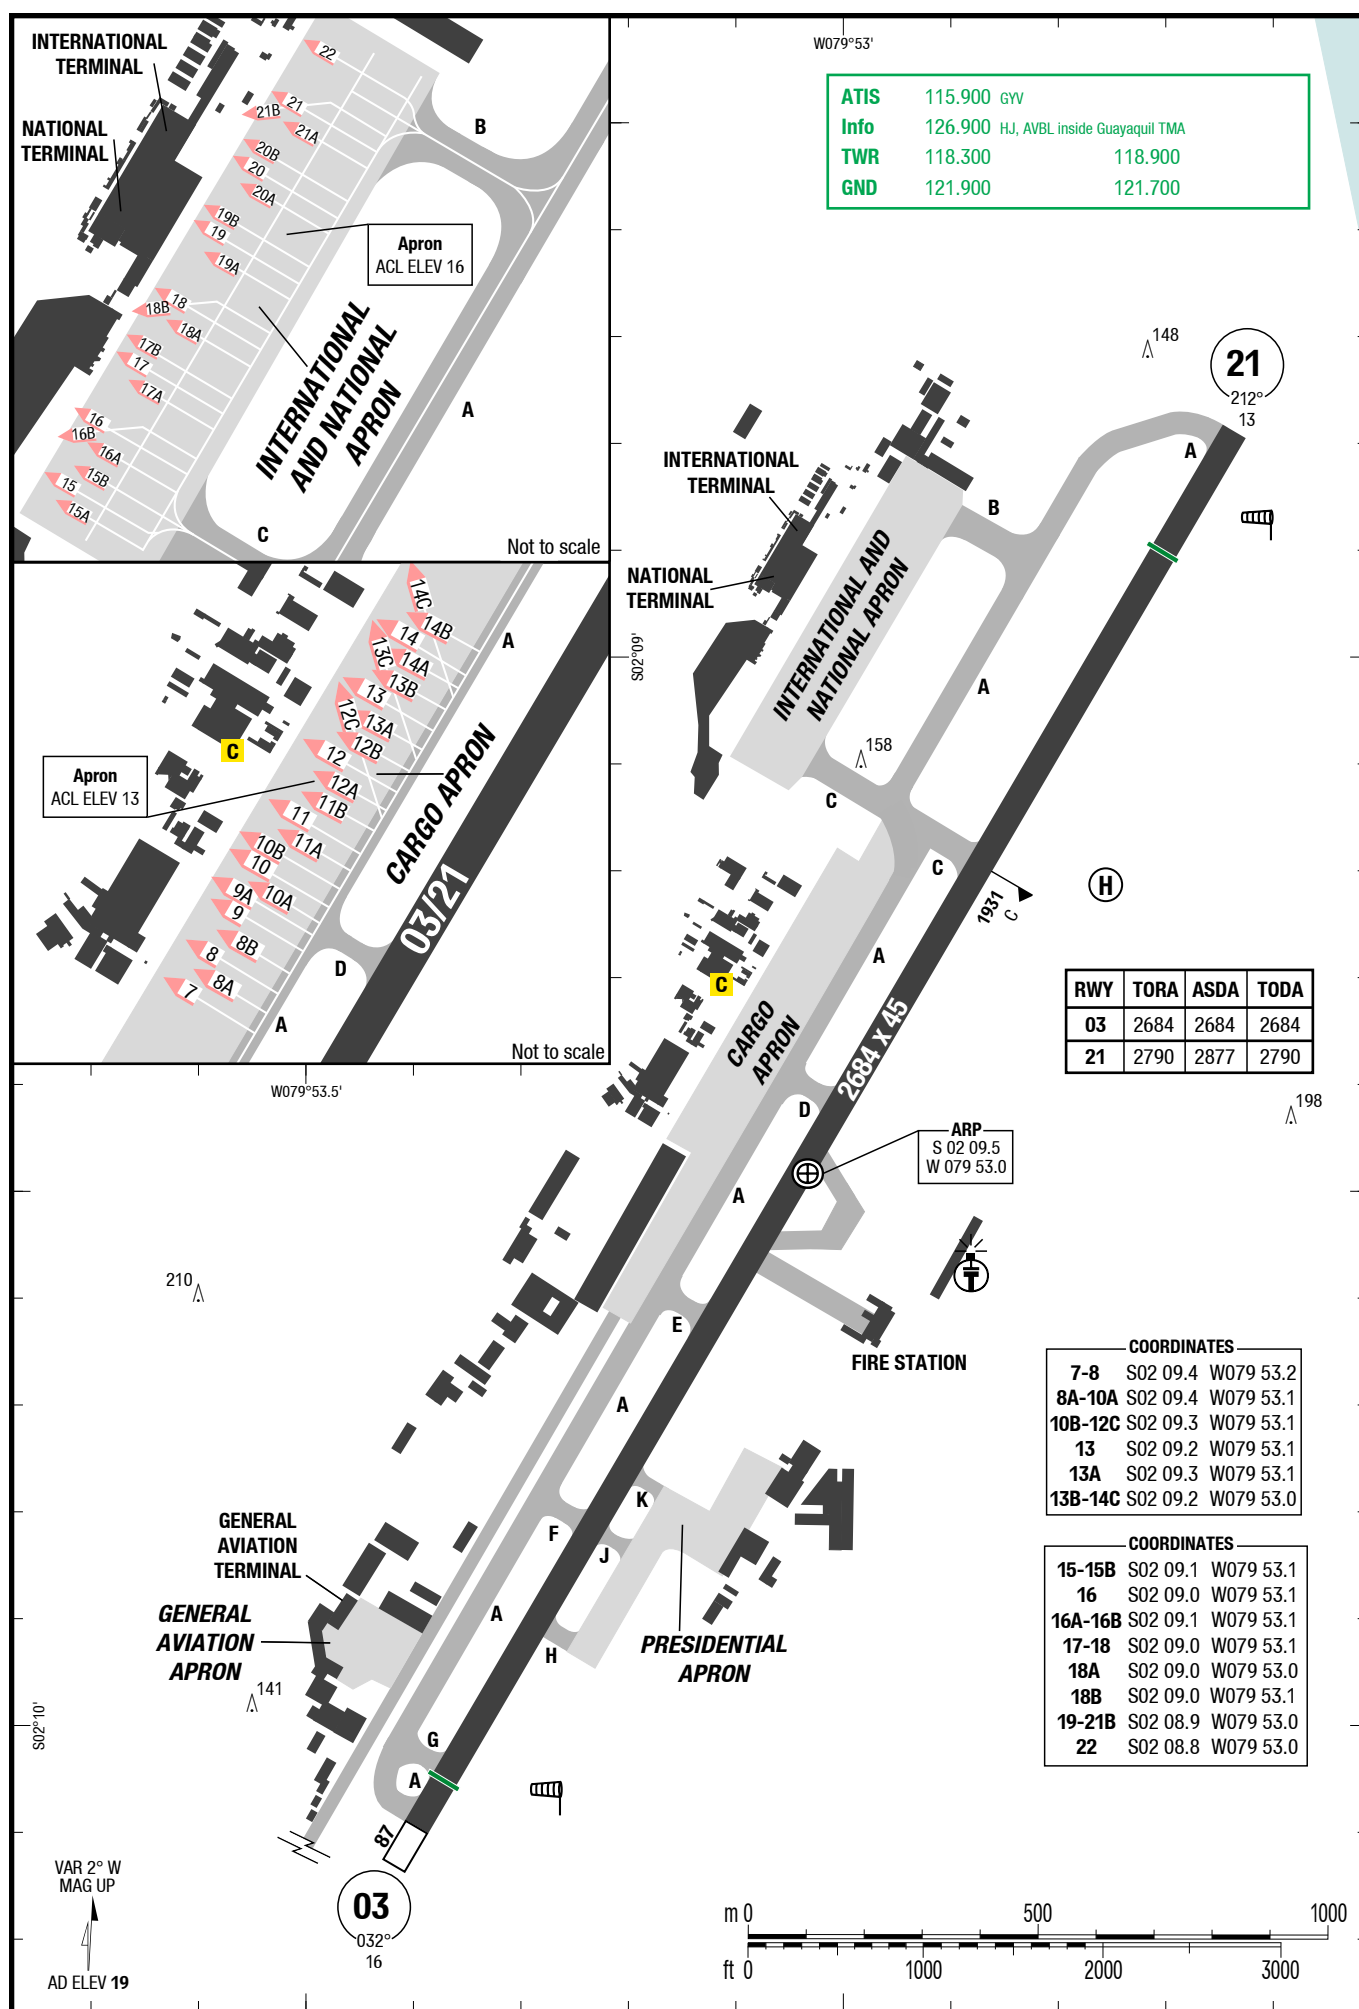 INTERNATIONAL
TERMINAL
NATIONAL
TERMINAL
22
21
21B
21A
20B
20
20A
19B
19
19A
18
18B
18A
17B
17
17A
16
16B
16A
15B
15
15A
B
Apron
ACL ELEV 16
INTERNATIONAL
AND NATIONAL
APRON
A
C
Not to scale
14C
14B
14
14A
13C
13B
13
13A
12C
12B
12
12A
11B
11
11A
10B
10
10A
9A
9
8B
8
8A
7
A
C
Apron
ACL ELEV 13
CARGO APRON
03/21
D
A
Not to scale
W079°53'
ATIS 115.900 GYV
Info 126.900 HJ, AVBL inside Guayaquil TMA
TWR 118.300 118.900
GND 121.900 121.700
148
21
212°
13
A
INTERNATIONAL
TERMINAL
B
NATIONAL
TERMINAL
INTERNATIONAL AND
NATIONAL APRON
S02°09'
A
158
C
C
1931
C
H
A
C
CARGO
APRON
2684 x 45
RWY TORA ASDA TODA
03 2684 2684 2684
21 2790 2877 2790
W079°53.5'
D
198
ARP
S 02 09.5
W 079 53.0
A
210
E
FIRE STATION
COORDINATES
7-8 S02 09.4 W079 53.2
8A-10A S02 09.4 W079 53.1
10B-12C S02 09.3 W079 53.1
13 S02 09.2 W079 53.1
13A S02 09.3 W079 53.1
13B-14C S02 09.2 W079 53.0
A
K
F
J
GENERAL
AVIATION
TERMINAL
COORDINATES
15-15B S02 09.1 W079 53.1
16 S02 09.0 W079 53.1
16A-16B S02 09.1 W079 53.1
17-18 S02 09.0 W079 53.1
18A S02 09.0 W079 53.0
18B S02 09.0 W079 53.1
19-21B S02 08.9 W079 53.0
22 S02 08.8 W079 53.0
GENERAL
AVIATION
APRON
A
H
PRESIDENTIAL
APRON
141
S02°10'
G
A
87
03
032°
16
VAR 2° W
MAG UP
AD ELEV 19
m 0 500 1000
ft 0 1000 2000 3000